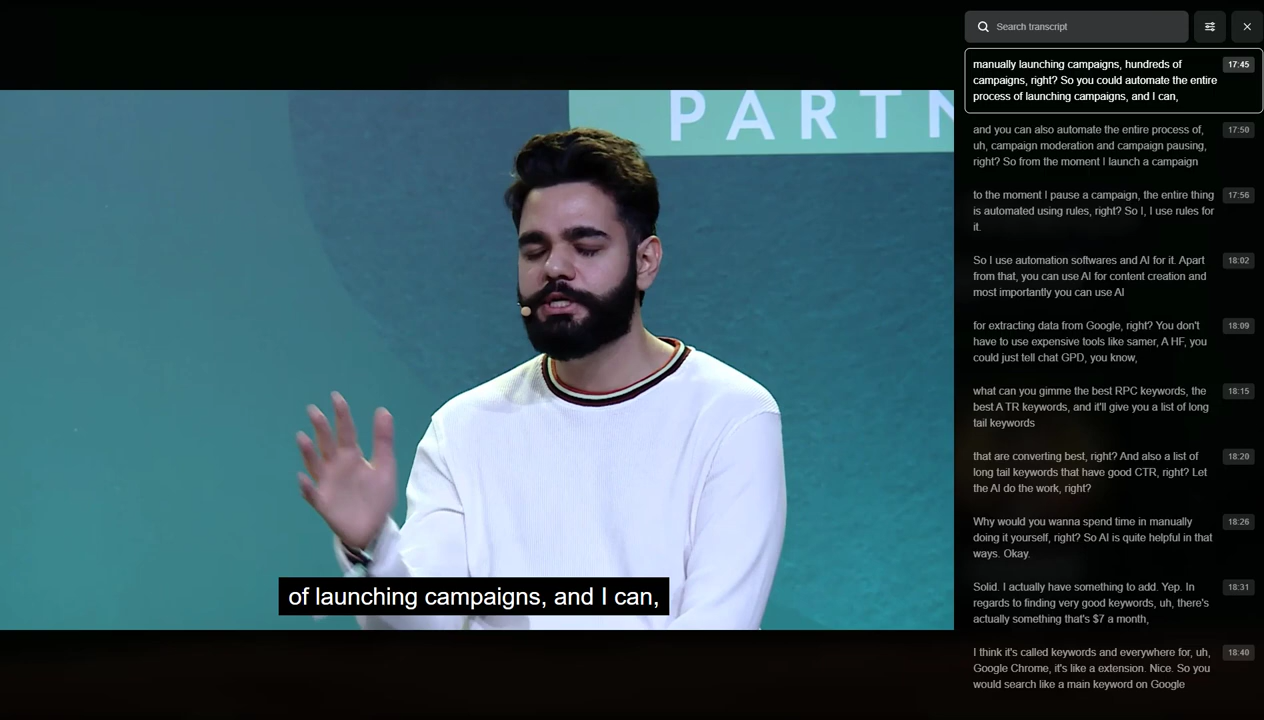 Search transcript
manually launching campaigns, hundreds of
17:45
campaigns, right? So you could automate the entire
process of launching campaigns, and I can,
and you can also automate the entire process of,
17:50
uh, campaign moderation and campaign pausing,
right? So from the moment I launch a campaign
to the moment I pause a campaign, the entire thing
17:56
is automated using rules, right? So I, I use rules for
it.
So I use automation softwares and AI for it. Apart
18:02
from that, you can use AI for content creation and
most importantly you can use AI
for extracting data from Google, right? You don't
18:09
have to use expensive tools like samer, A HF, you
could just tell chat GPD, you know,
what can you gimme the best RPC keywords, the
18:15
best A TR keywords, and it'll give you a list of long
tail keywords
that are converting best, right? And also a list of
18:20
long tail keywords that have good CTR, right? Let
the AI do the work, right?
Why would you wanna spend time in manually
18:26
doing it yourself, right? So AI is quite helpful in that
ways. Okay.
Solid. I actually have something to add. Yep. In
18:31
regards to finding very good keywords, uh, there's
actually something that's $7 a month,
I think it's called keywords and everywhere for, uh,
18:40
Google Chrome, it's like a extension. Nice. So you
would search like a main keyword on Google
PARTN
of launching campaigns, and I can,